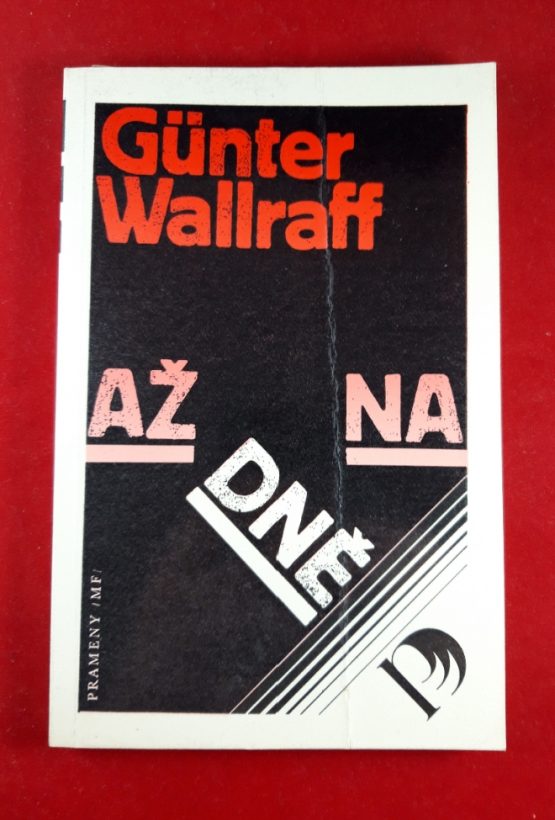 Günter
Wallraff
AŽ NA
DNĚ
PRAMENY /MF/